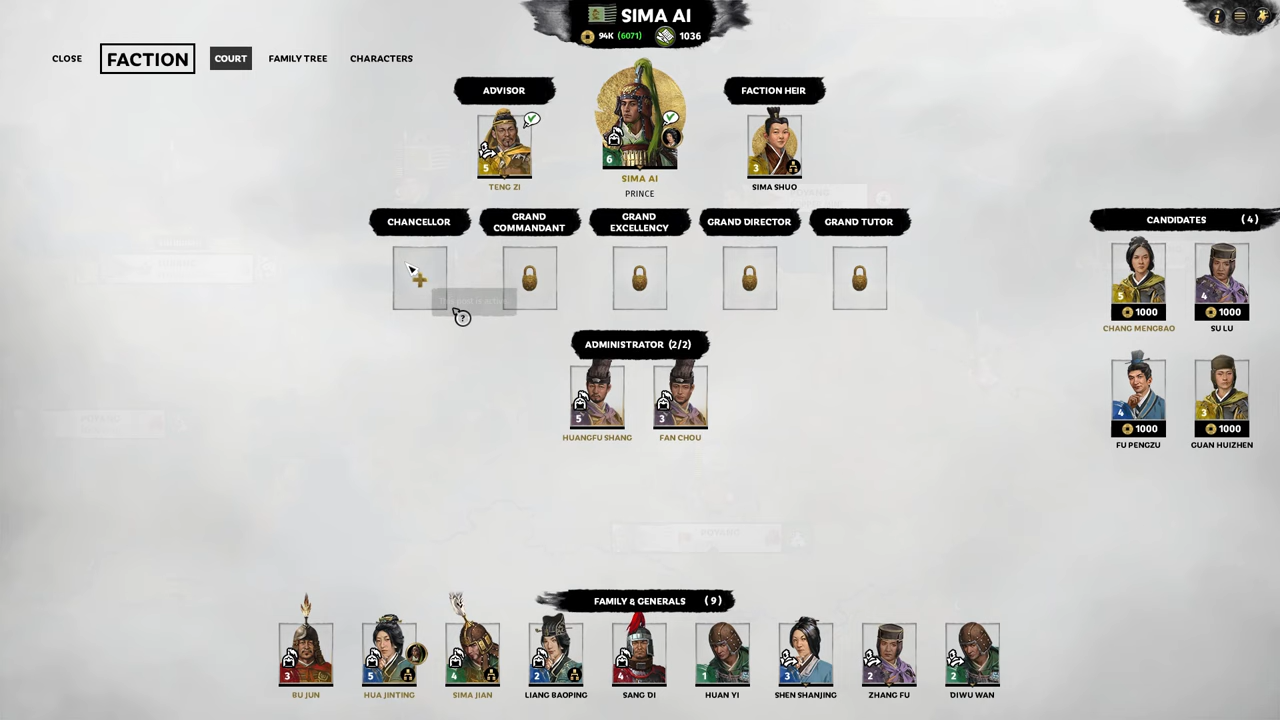 SIMA AI
94K (6071) 1036
CLOSE FACTION COURT FAMILY TREE CHARACTERS
ADVISOR
FACTION HEIR
5
6
3
TENG ZI
SIMA AI
SIMA SHUO
PRINCE
CHANCELLOR
GRAND COMMANDANT
GRAND EXCELLENCY
GRAND DIRECTOR
GRAND TUTOR
CANDIDATES (4)
This post is active.
?
5
1000
CHANG MENGBAO
4
1000
SU LU
4
1000
FU PENGZU
3
1000
GUAN HUIZHEN
ADMINISTRATOR (2/2)
5
3
HUANGFU SHANG
FAN CHOU
FAMILY & GENERALS (9)
3 5 4 2 4 1 3 2 2
BU JUN
HUA JINTING
SIMA JIAN
LIANG BAOPING
SANG DI
HUAN YI
SHEN SHANJING
ZHANG FU
DIWU WAN